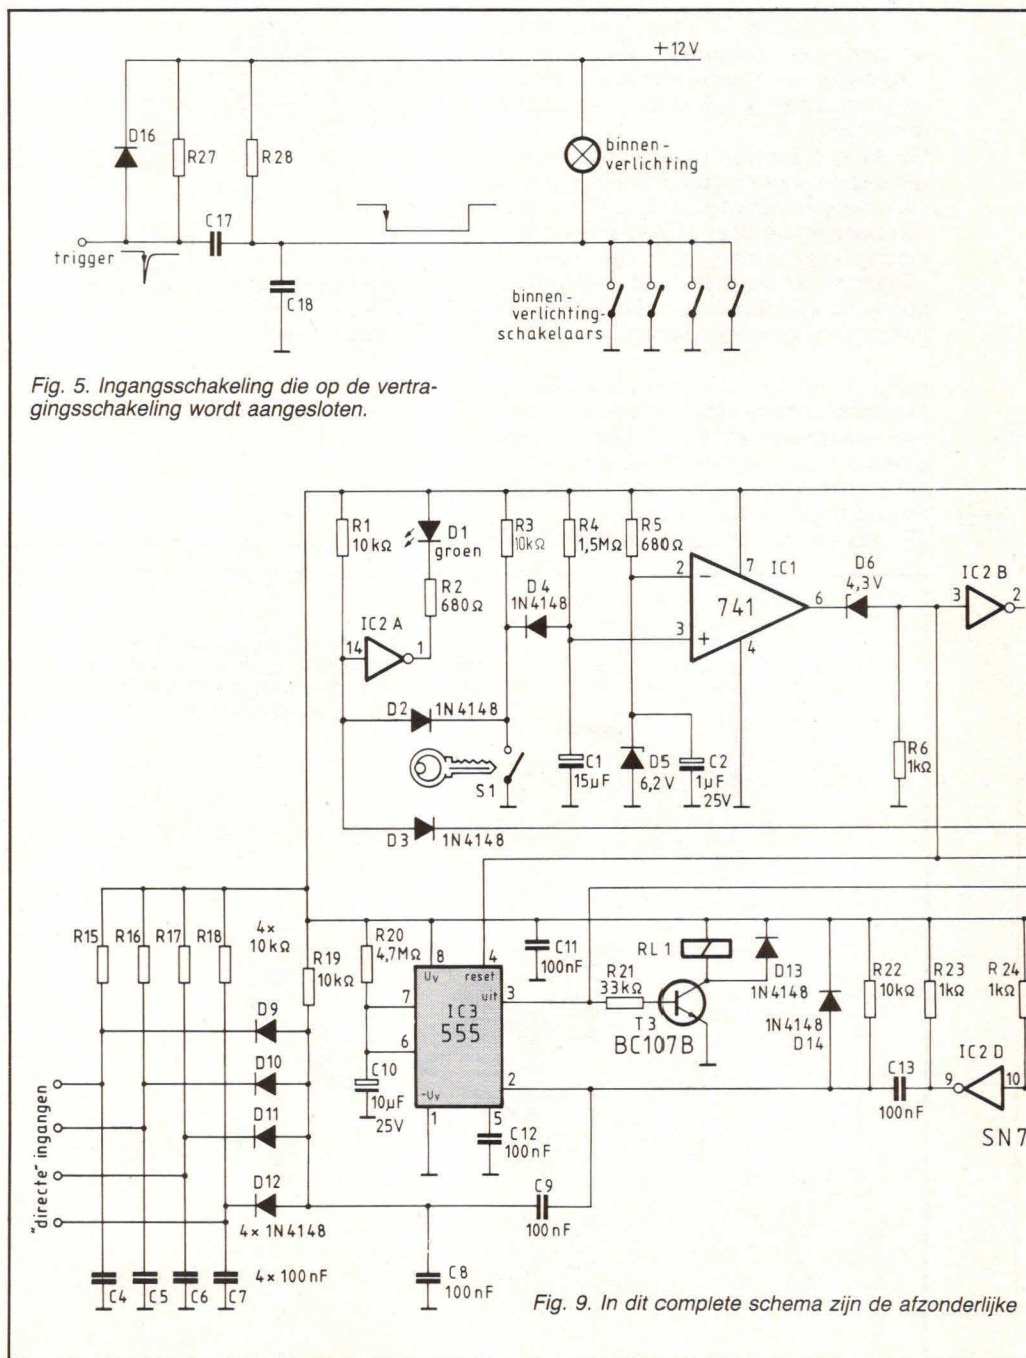 +12V
D16
R27
R28
binnen-
verlichting
C17
trigger
C18
binnen-
verlichting-
schakelaars
Fig. 5. Ingangsschakeling die op de vertra-
gingsschakeling wordt aangesloten.
R1
10kΩ
D1
groen
R2
680Ω
IC2A
14
1
R3
10kΩ
D4
1N4148
R4
1,5MΩ
R5
680Ω
2
−
7
IC1
741
3
+
4
6
D6
4,3V
IC2B
3
2
D2
1N4148
S1
C1
15µF
D5
6,2V
C2
1µF
25V
R6
1kΩ
D3
1N4148
R15
R16
R17
R18
4×
10kΩ
R19
10kΩ
R20
4,7MΩ
8
4
Uv
reset
uit
7
3
IC3
555
6
2
-Uv
1
5
C10
10µF
25V
C12
100nF
C11
100nF
R21
33kΩ
RL1
T3
BC107B
D13
1N4148
1N4148
D14
R22
10kΩ
R23
1kΩ
R24
1kΩ
C13
100nF
IC2D
9
10
SN7
D9
D10
D11
D12
4×1N4148
"directe" ingangen
C9
100nF
C4
C5
C6
C7
4×100nF
C8
100nF
Fig. 9. In dit complete schema zijn de afzonderlijke